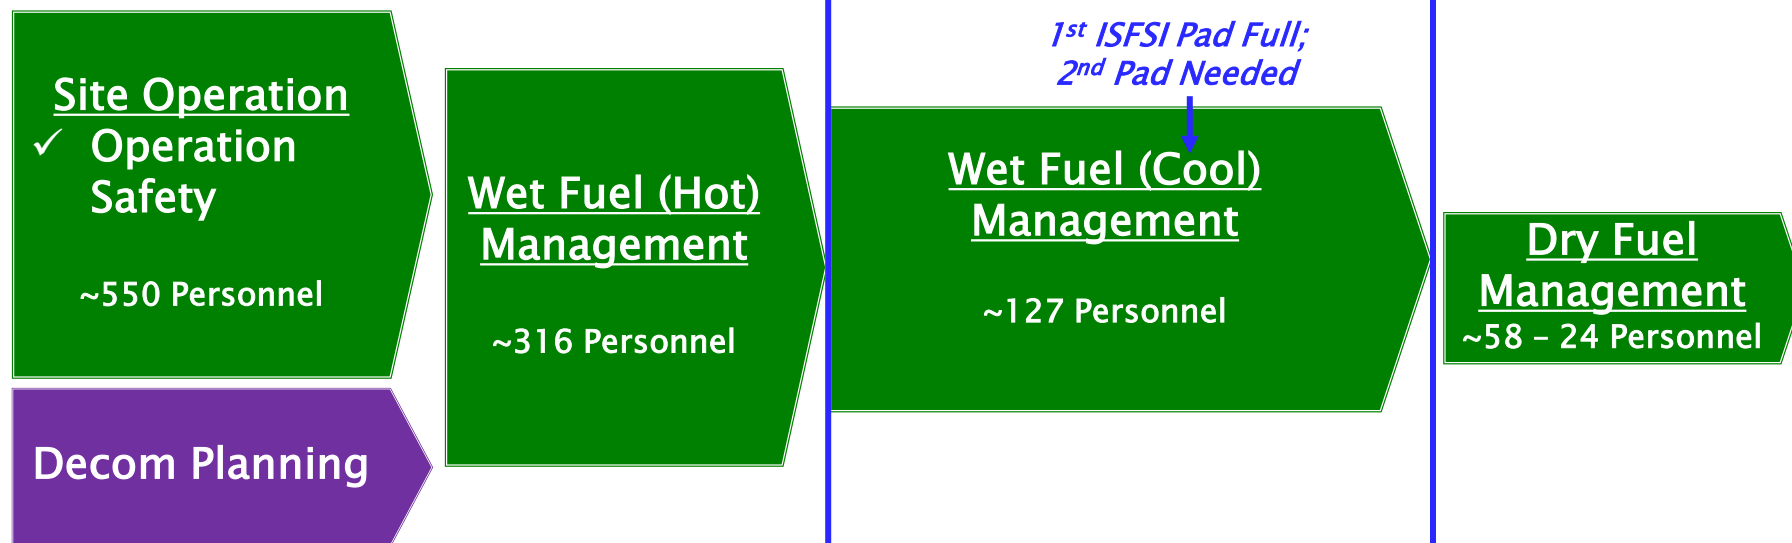 Site Operation
✓ Operation
Safety
~550 Personnel
Decom Planning
Wet Fuel (Hot)
Management
~316 Personnel
1st ISFSI Pad Full;
2nd Pad Needed
Wet Fuel (Cool)
Management
~127 Personnel
Dry Fuel
Management
~58 – 24 Personnel